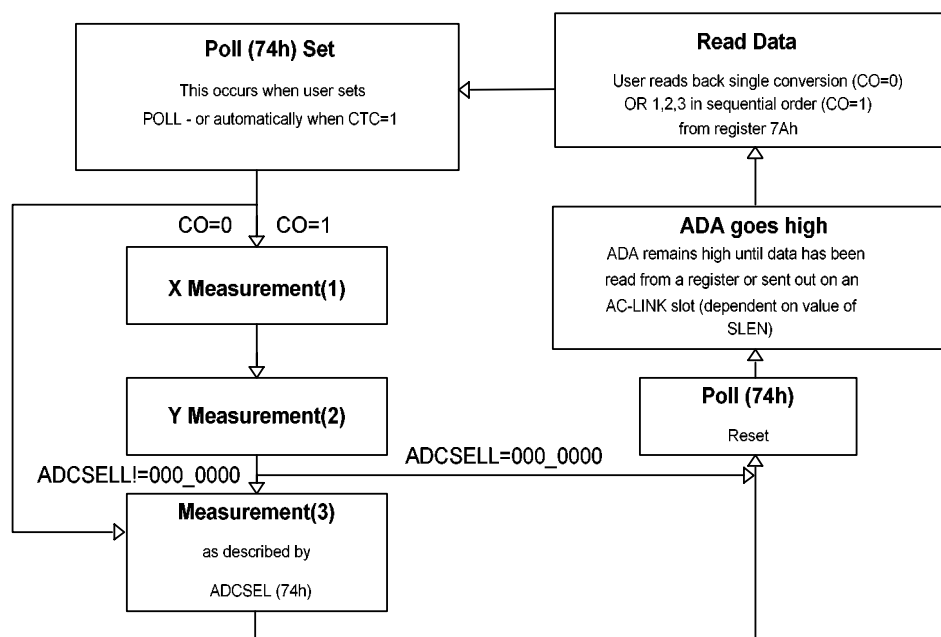 Poll (74h) Set
This occurs when user sets
POLL - or automatically when CTC=1
Read Data
User reads back single conversion (CO=0)
OR 1,2,3 in sequential order (CO=1)
from register 7Ah
CO=0
CO=1
X Measurement(1)
ADA goes high
ADA remains high until data has been
read from a register or sent out on an
AC-LINK slot (dependent on value of
SLEN)
Y Measurement(2)
Poll (74h)
Reset
ADCSELL!=000_0000
ADCSELL=000_0000
Measurement(3)
as described by
ADCSEL (74h)